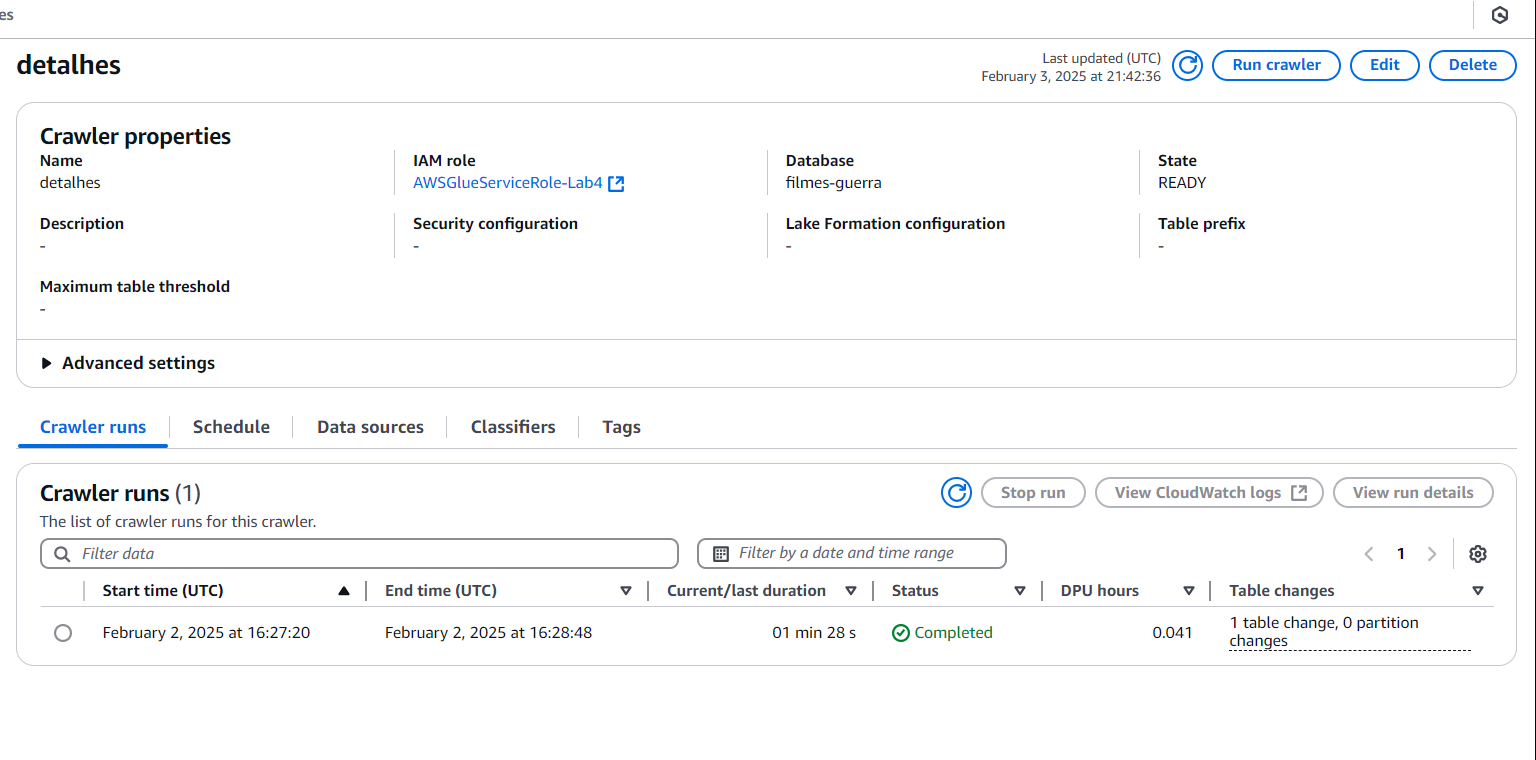 es
detalhes
Last updated (UTC)
February 3, 2025 at 21:42:36
Run crawler
Edit
Delete
Crawler properties
Name
detalhes
IAM role
AWSGlueServiceRole-Lab4
Database
filmes-guerra
State
READY
Description
-
Security configuration
-
Lake Formation configuration
-
Table prefix
-
Maximum table threshold
-
Advanced settings
Crawler runs
Schedule
Data sources
Classifiers
Tags
Crawler runs (1)
The list of crawler runs for this crawler.
Stop run
View CloudWatch logs
View run details
Filter data
Filter by a date and time range
1
Start time (UTC)
End time (UTC)
Current/last duration
Status
DPU hours
Table changes
February 2, 2025 at 16:27:20
February 2, 2025 at 16:28:48
01 min 28 s
Completed
0.041
1 table change, 0 partition
changes